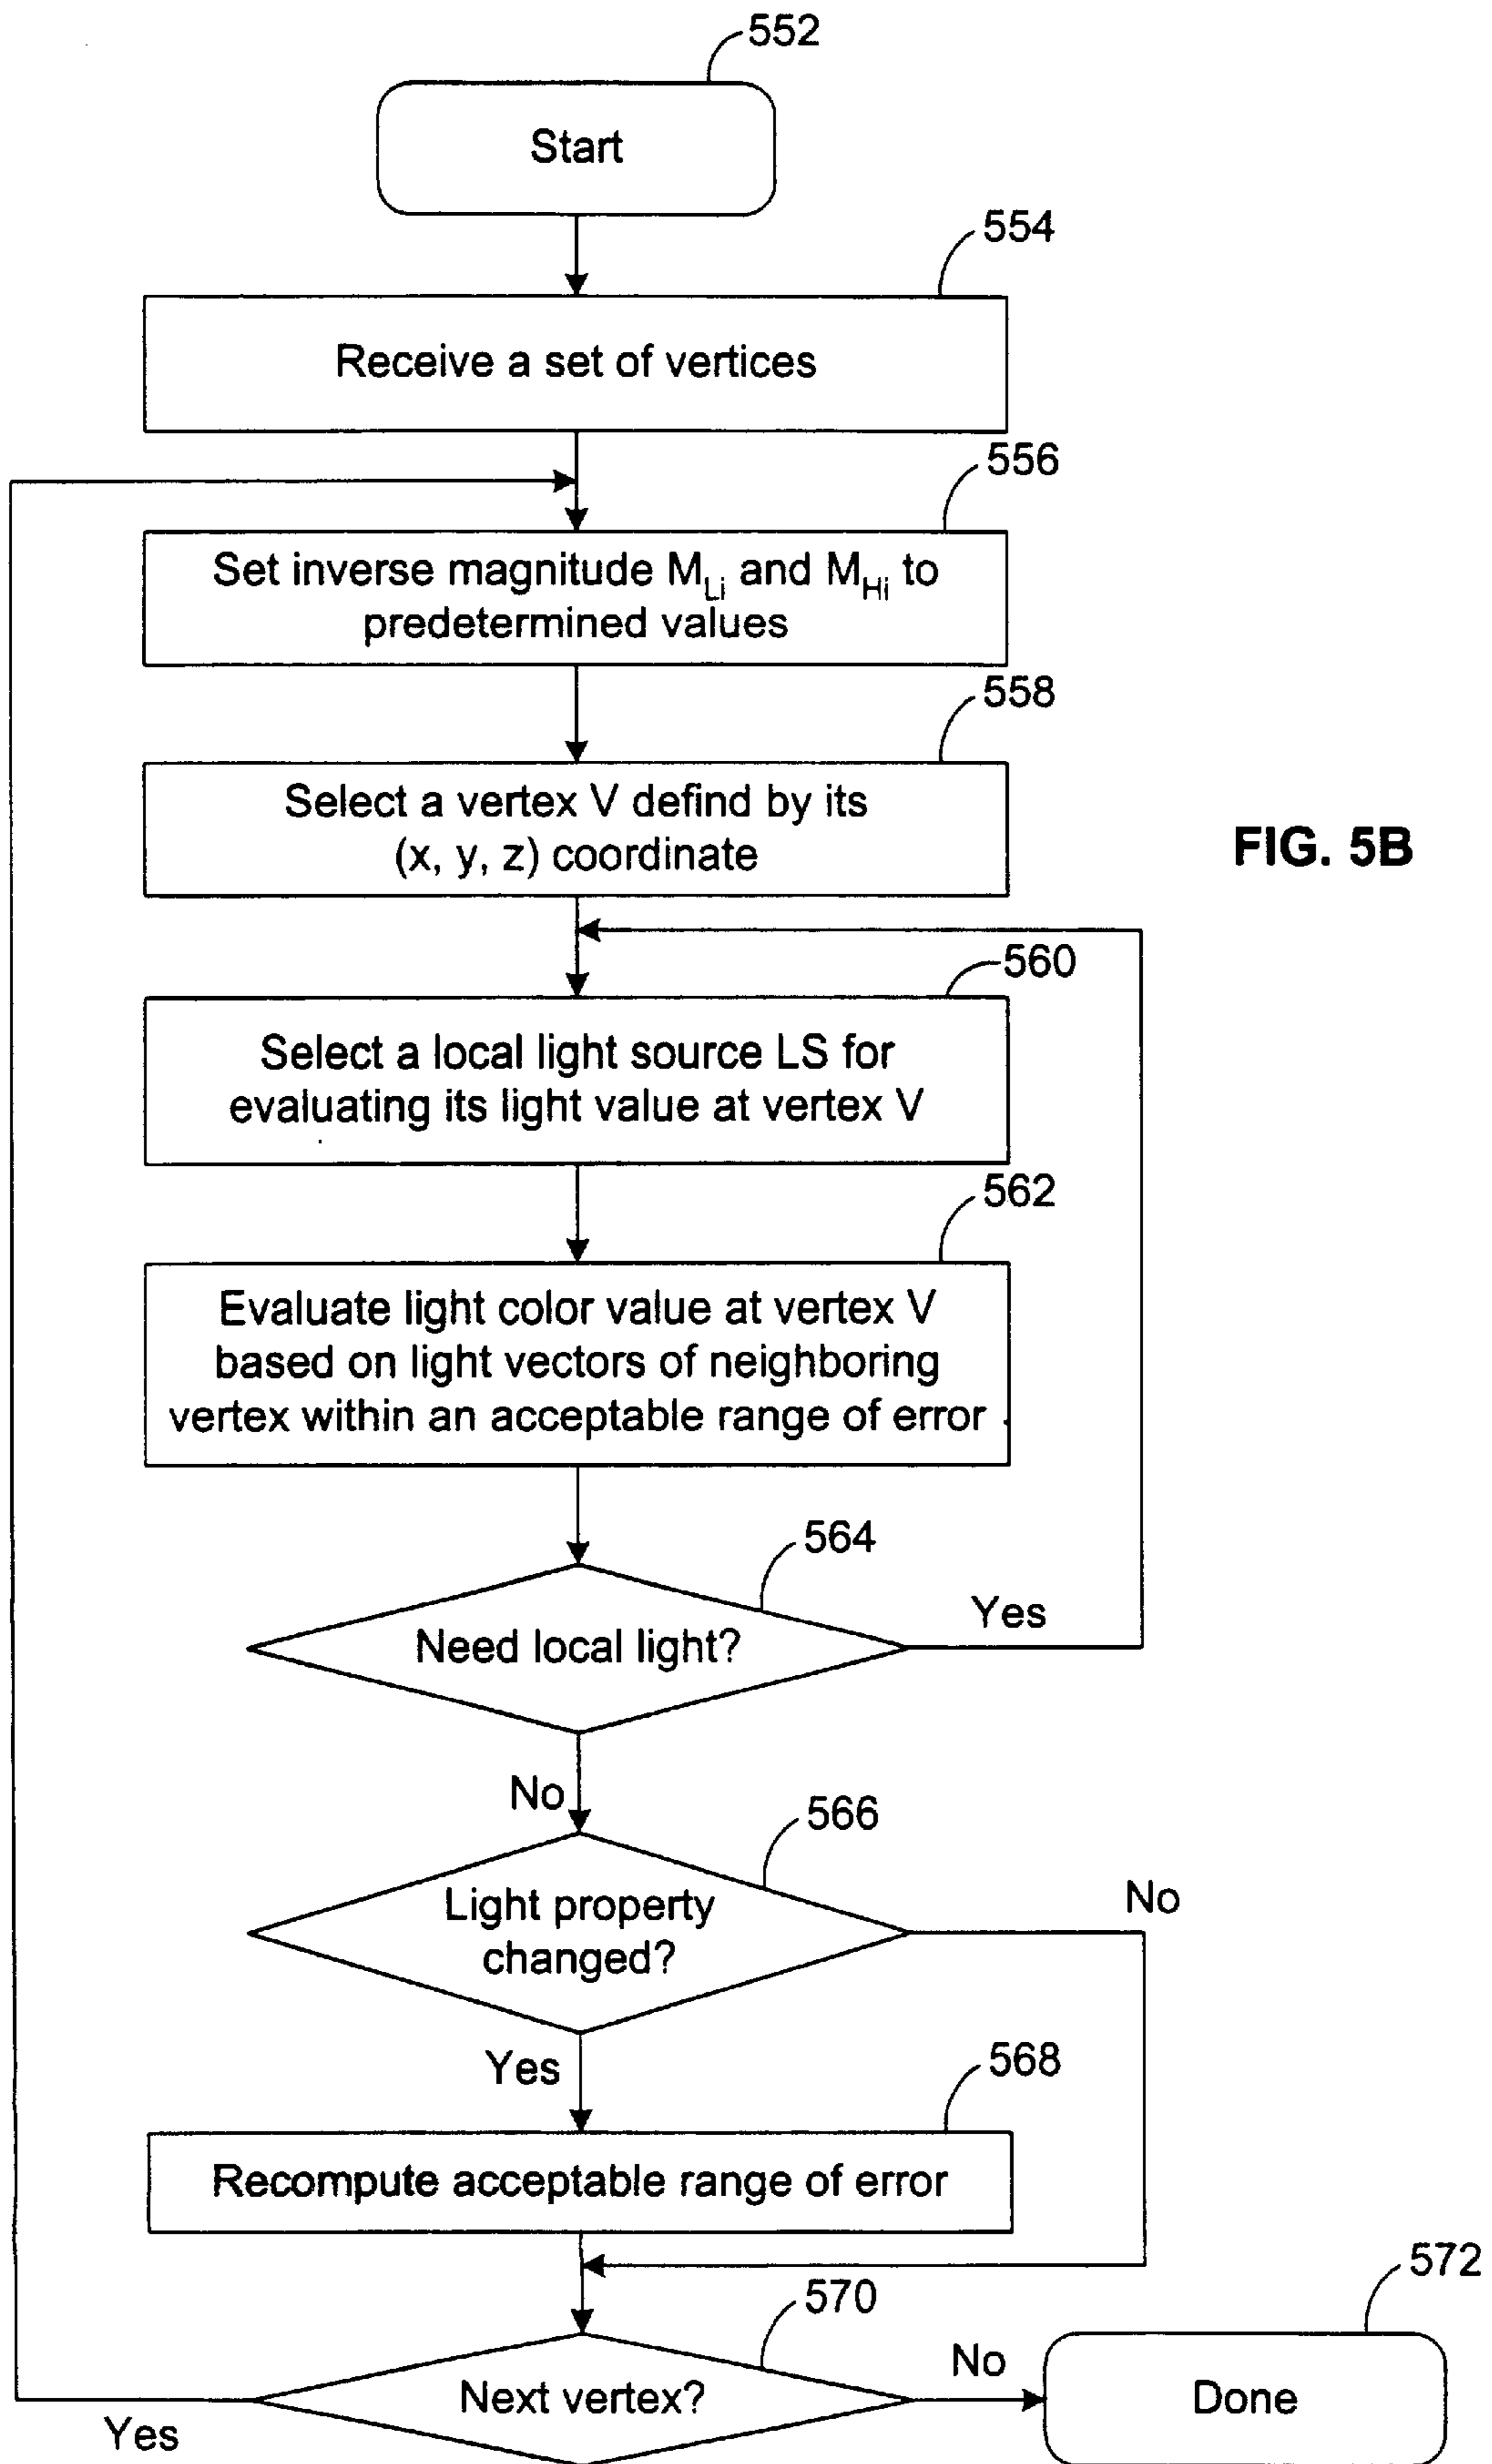 552
Start
554
Receive a set of vertices
556
Set inverse magnitude M_Li and M_Hi to
predetermined values
558
Select a vertex V defind by its
(x, y, z) coordinate
FIG. 5B
560
Select a local light source LS for
evaluating its light value at vertex V
562
Evaluate light color value at vertex V
based on light vectors of neighboring
vertex within an acceptable range of error
564
Need local light?
Yes
No
566
Light property
changed?
No
Yes
568
Recompute acceptable range of error
570
Next vertex?
Yes
No
572
Done